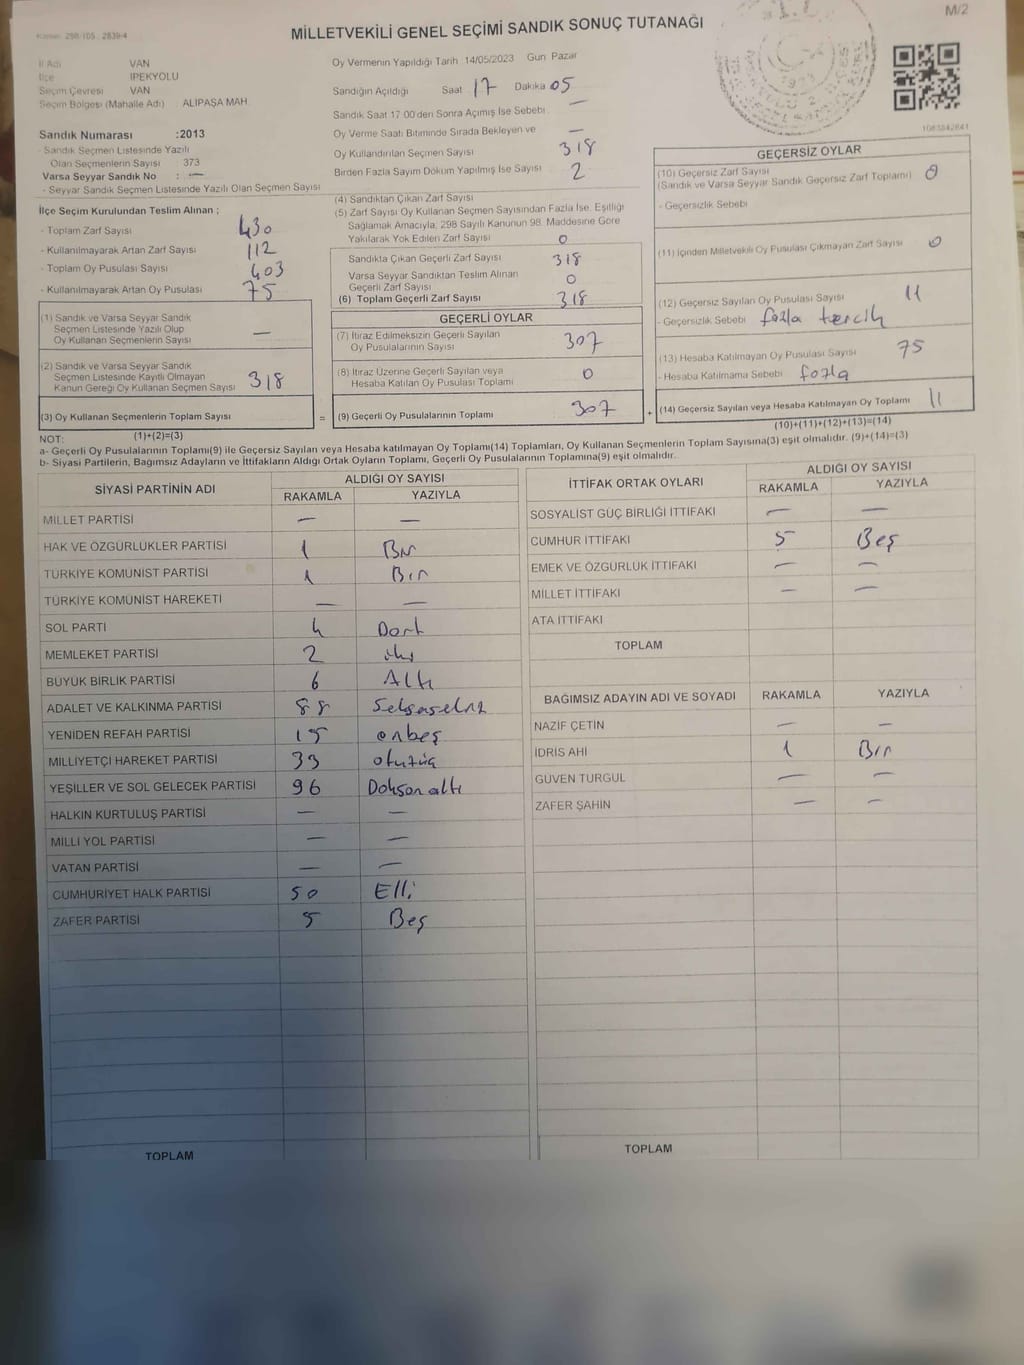 M/2
MİLLETVEKİLİ GENEL SEÇİMİ SANDIK SONUÇ TUTANAĞI
İl Adı VAN
İlçe İPEKYOLU
Seçim Çevresi VAN
Seçim Bölgesi (Mahalle Adı) : ALİPAŞA MAH.
Sandık Numarası :2013
- Sandık Seçmen Listesinde Yazılı
Olan Seçmenlerin Sayısı : 373
Varsa Seyyar Sandık No : —
- Seyyar Sandık Seçmen Listesinde Yazılı Olan Seçmen Sayısı
Oy Vermenin Yapıldığı Tarih 14/05/2023 Gün Pazar
Sandığın Açıldığı Saat 17 Dakika 05
Sandık Saat 17.00'den Sonra Açımış İse Sebebi : —
Oy Verme Saati Bitiminde Sırada Bekleyen ve —
Oy Kullandırılan Seçmen Sayısı 318
Birden Fazla Sayım Döküm Yapılmış İse Sayısı 2
1083842841
İlçe Seçim Kurulundan Teslim Alınan ;
- Toplam Zarf Sayısı 430
- Kullanılmayarak Artan Zarf Sayısı 112
- Toplam Oy Pusulası Sayısı 403
- Kullanılmayarak Artan Oy Pusulası 75
(1) Sandık ve Varsa Seyyar Sandık
Seçmen Listesinde Yazılı Olup
Oy Kullanan Seçmenlerin Sayısı —
(2) Sandık ve Varsa Seyyar Sandık
Seçmen Listesinde Kayıtlı Olmayan
Kanun Gereği Oy Kullanan Seçmen Sayısı 318
(3) Oy Kullanan Seçmenlerin Toplam Sayısı =
(1)+(2)=(3)
(4) Sandıktan Çıkan Zarf Sayısı
(5) Zarf Sayısı Oy Kullanan Seçmen Sayısından Fazla İse, Eşitliği
Sağlamak Amacıyla, 298 Sayılı Kanunun 98. Maddesine Göre
Yakılarak Yok Edilen Zarf Sayısı 0
Sandıkta Çıkan Geçerli Zarf Sayısı 318
Varsa Seyyar Sandıktan Teslim Alınan
Geçerli Zarf Sayısı 0
(6) Toplam Geçerli Zarf Sayısı 318
GEÇERLİ OYLAR
(7) İtiraz Edilmeksizin Geçerli Sayılan
Oy Pusulalarının Sayısı 307
(8) İtiraz Üzerine Geçerli Sayılan veya
Hesaba Katılan Oy Pusulası Toplamı 0
(9) Geçerli Oy Pusulalarının Toplamı 307 +
GEÇERSİZ OYLAR
(10) Geçersiz Zarf Sayısı
(Sandık ve Varsa Seyyar Sandık Geçersiz Zarf Toplamı) 0
- Geçersizlik Sebebi
(11) İçinden Milletvekili Oy Pusulası Çıkmayan Zarf Sayısı 0
(12) Geçersiz Sayılan Oy Pusulası Sayısı 11
- Geçersizlik Sebebi fazla tercih
(13) Hesaba Katılmayan Oy Pusulası Sayısı 75
- Hesaba Katılmama Sebebi fazla
(14) Geçersiz Sayılan veya Hesaba Katılmayan Oy Toplamı 11
(10)+(11)+(12)+(13)=(14)
NOT:
a- Geçerli Oy Pusulalarının Toplamı(9) ile Geçersiz Sayılan veya Hesaba katılmayan Oy Toplamı(14) Toplamları, Oy Kullanan Seçmenlerin Toplam Sayısına(3) eşit olmalıdır. (9)+(14)=(3)
b- Siyasi Partilerin, Bağımsız Adayların ve İttifakların Aldığı Ortak Oyların Toplamı, Geçerli Oy Pusulalarının Toplamına(9) eşit olmalıdır.
SİYASİ PARTİNİN ADI ALDIĞI OY SAYISI
RAKAMLA YAZIYLA
MİLLET PARTİSİ — —
HAK VE ÖZGÜRLÜKLER PARTİSİ 1 Bir
TÜRKİYE KOMÜNİST PARTİSİ 1 Bir
TÜRKİYE KOMÜNİST HAREKETİ — —
SOL PARTİ 4 Dört
MEMLEKET PARTİSİ 2 iki
BÜYÜK BİRLİK PARTİSİ 6 Altı
ADALET VE KALKINMA PARTİSİ 88
YENİDEN REFAH PARTİSİ 15 onbeş
MİLLİYETÇİ HAREKET PARTİSİ 33
YEŞİLLER VE SOL GELECEK PARTİSİ 96 Doksan altı
HALKIN KURTULUŞ PARTİSİ — —
MİLLİ YOL PARTİSİ — —
VATAN PARTİSİ — —
CUMHURİYET HALK PARTİSİ 50 Elli
ZAFER PARTİSİ 5 Beş
TOPLAM
İTTİFAK ORTAK OYLARI ALDIĞI OY SAYISI
RAKAMLA YAZIYLA
SOSYALİST GÜÇ BİRLİĞİ İTTİFAKI — —
CUMHUR İTTİFAKI 5 Beş
EMEK VE ÖZGÜRLÜK İTTİFAKI — —
MİLLET İTTİFAKI — —
ATA İTTİFAKI
TOPLAM
BAĞIMSIZ ADAYIN ADI VE SOYADI RAKAMLA YAZIYLA
NAZİF ÇETİN — —
İDRİS AHİ 1 Bir
GÜVEN TURGUL — —
ZAFER ŞAHİN — —
TOPLAM